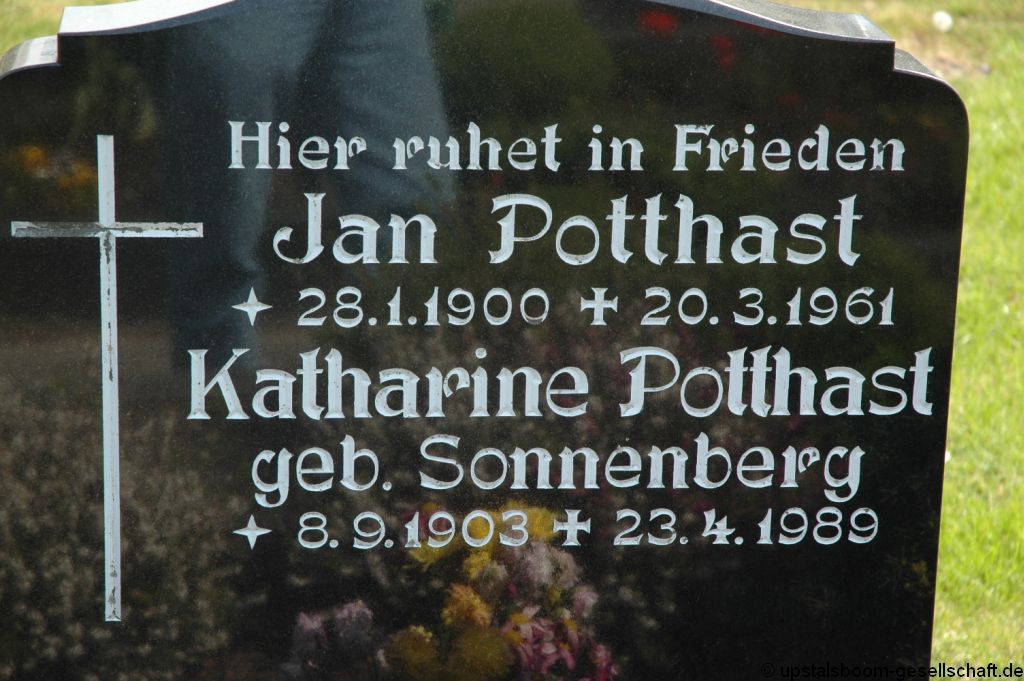 Hier ruhet in Frieden
Jan Potthast
✦ 28.1.1900 ✠ 20.3.1961
Katharine Potthast
geb. Sonnenberg
✦ 8.9.1903 ✠ 23.4.1989
© upstalsboom-gesellschaft.de